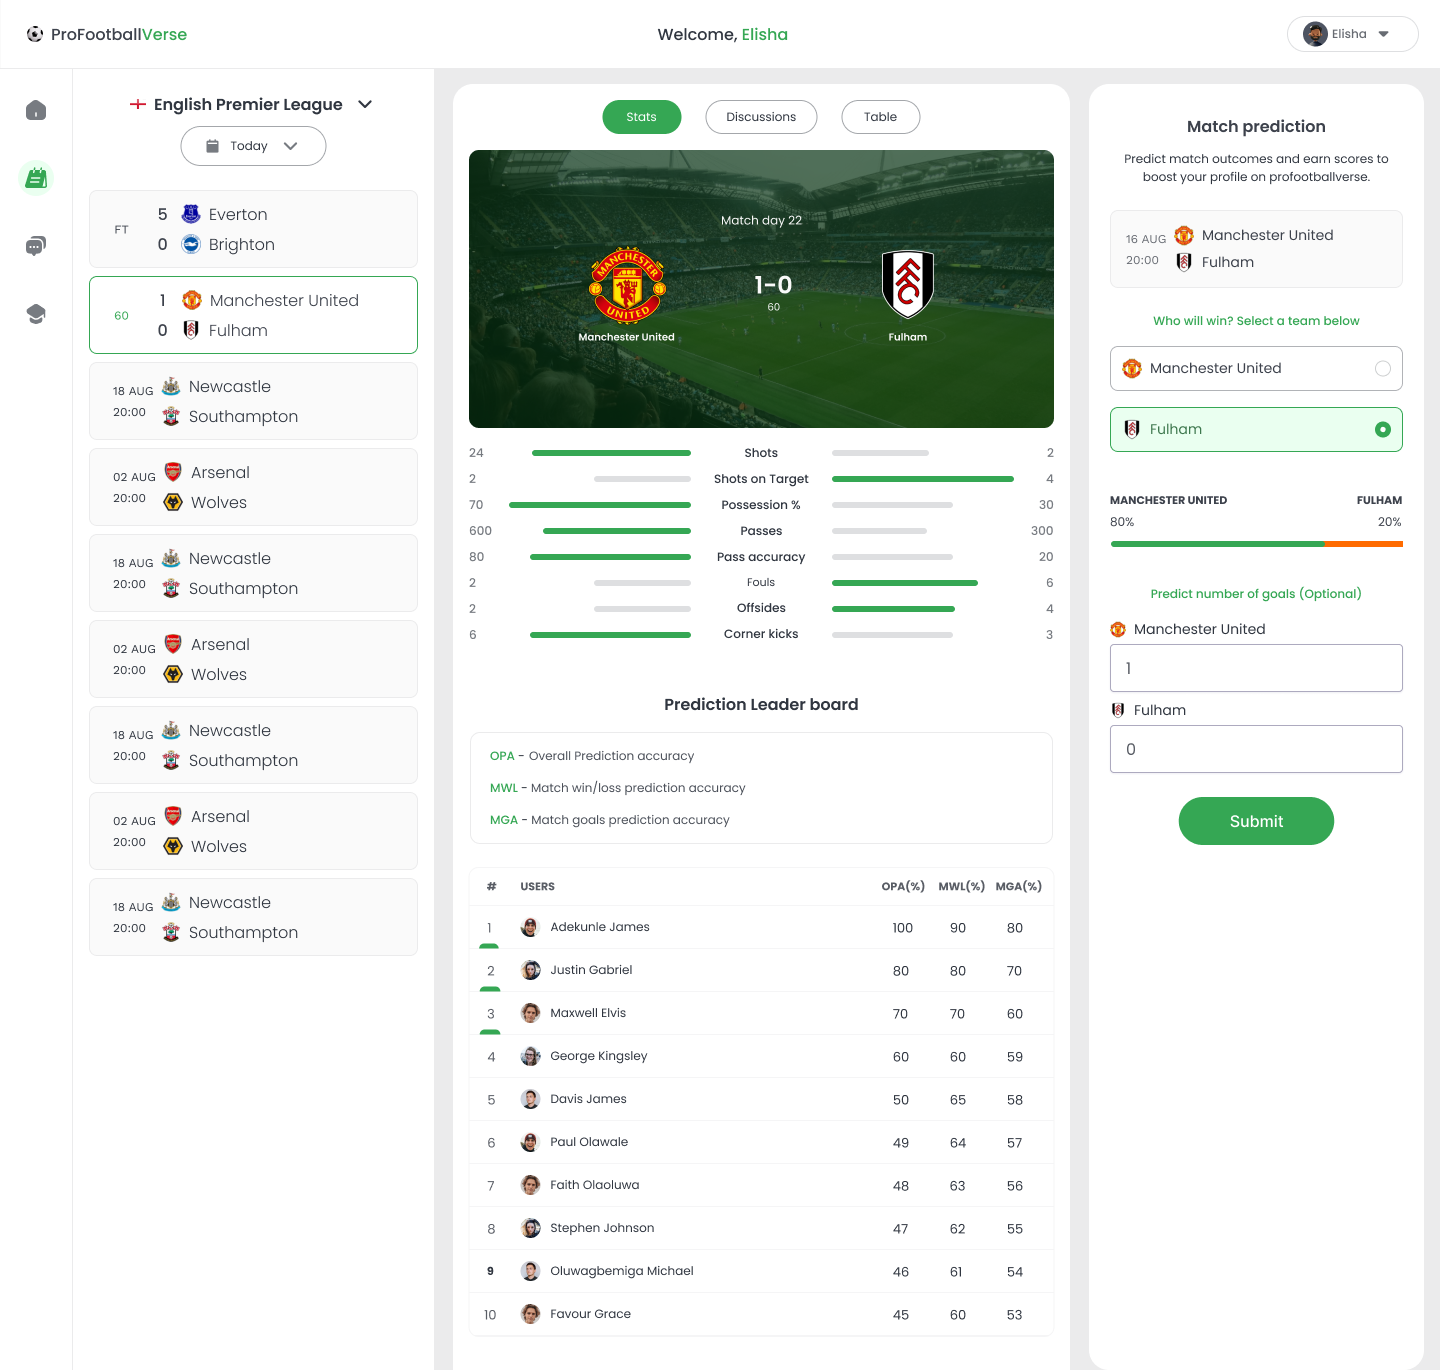 ProFootballVerse
Welcome, Elisha
Elisha
English Premier League
Today
FT
5 Everton
0 Brighton
60
1 Manchester United
0 Fulham
18 AUG
20:00
Newcastle
Southampton
02 AUG
20:00
Arsenal
Wolves
18 AUG
20:00
Newcastle
Southampton
02 AUG
20:00
Arsenal
Wolves
18 AUG
20:00
Newcastle
Southampton
02 AUG
20:00
Arsenal
Wolves
18 AUG
20:00
Newcastle
Southampton
Stats Discussions Table
Match day 22
MANCHESTER
UNITED
1-0
60
Manchester United
Fulham
24 Shots 2
2 Shots on Target 4
70 Possession % 30
600 Passes 300
80 Pass accuracy 20
2 Fouls 6
2 Offsides 4
6 Corner kicks 3
Prediction Leader board
OPA - Overall Prediction accuracy
MWL - Match win/loss prediction accuracy
MGA - Match goals prediction accuracy
# USERS OPA(%) MWL(%) MGA(%)
1 Adekunle James 100 90 80
2 Justin Gabriel 80 80 70
3 Maxwell Elvis 70 70 60
4 George Kingsley 60 60 59
5 Davis James 50 65 58
6 Paul Olawale 49 64 57
7 Faith Olaoluwa 48 63 56
8 Stephen Johnson 47 62 55
9 Oluwagbemiga Michael 46 61 54
10 Favour Grace 45 60 53
Match prediction
Predict match outcomes and earn scores to
boost your profile on profootballverse.
16 AUG
20:00
Manchester United
Fulham
Who will win? Select a team below
Manchester United
Fulham
MANCHESTER UNITED FULHAM
80% 20%
Predict number of goals (Optional)
Manchester United
1
Fulham
0
Submit